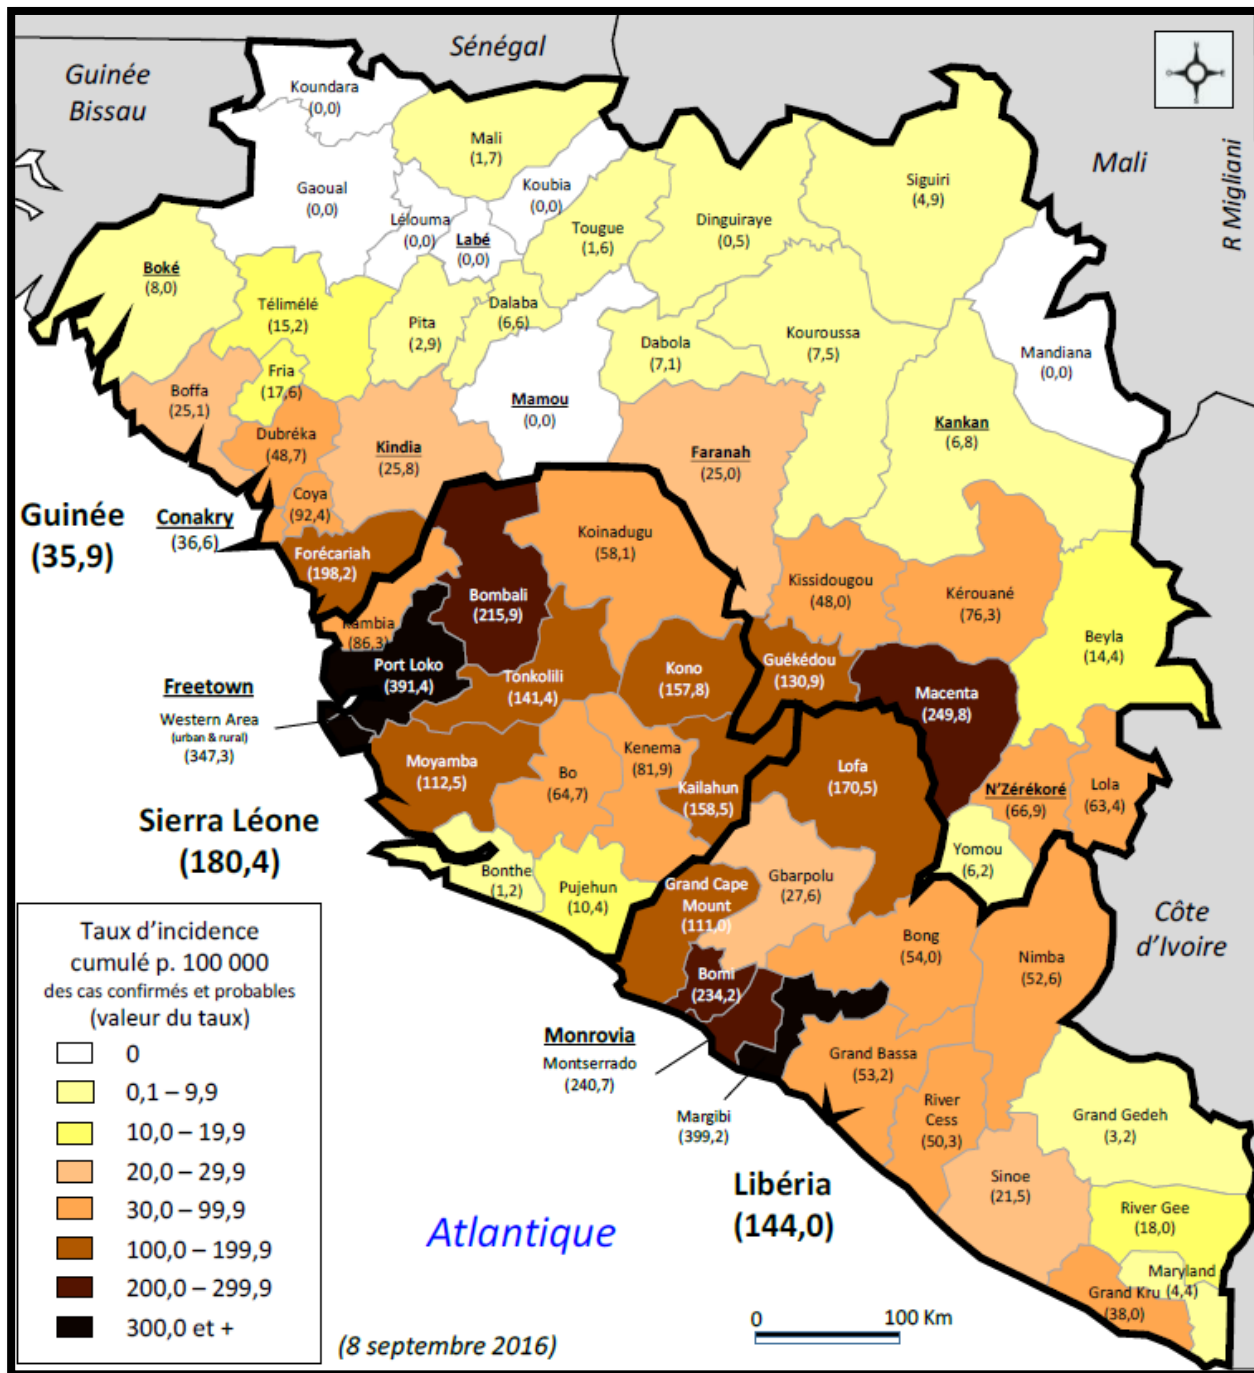 Sénégal
Guinée
Bissau
Mali
R Migliani
Koundara
(0,0)
Mali
(1,7)
Gaoual
(0,0)
Koubia
(0,0)
Lélouma
(0,0)
Labé
(0,0)
Tougue
(1,6)
Dinguiraye
(0,5)
Siguiri
(4,9)
Boké
(8,0)
Télimélé
(15,2)
Pita
(2,9)
Dalaba
(6,6)
Dabola
(7,1)
Kouroussa
(7,5)
Mandiana
(0,0)
Fria
(17,6)
Boffa
(25,1)
Mamou
(0,0)
Kankan
(6,8)
Dubréka
(48,7)
Kindia
(25,8)
Faranah
(25,0)
Coya
(92,4)
Guinée
(35,9)
Conakry
(36,6)
Forécariah
(198,2)
Koinadugu
(58,1)
Kissidougou
(48,0)
Kérouané
(76,3)
Bombali
(215,9)
Kambia
(86,3)
Beyla
(14,4)
Port Loko
(391,4)
Tonkolili
(141,4)
Kono
(157,8)
Guékédou
(130,9)
Macenta
(249,8)
Freetown
Western Area
(urban & rural)
(347,3)
Moyamba
(112,5)
Bo
(64,7)
Kenema
(81,9)
Kailahun
(158,5)
Lofa
(170,5)
N'Zérékoré
(66,9)
Lola
(63,4)
Sierra Léone
(180,4)
Bonthe
(1,2)
Pujehun
(10,4)
Grand Cape
Mount
(111,0)
Gbarpolu
(27,6)
Yomou
(6,2)
Côte
d'Ivoire
Bong
(54,0)
Nimba
(52,6)
Bomi
(234,2)
Monrovia
Montserrado
(240,7)
Margibi
(399,2)
Grand Bassa
(53,2)
River
Cess
(50,3)
Grand Gedeh
(3,2)
Sinoe
(21,5)
River Gee
(18,0)
Maryland
(4,4)
Grand Kru
(38,0)
Libéria
(144,0)
Atlantique
0
100 Km
(8 septembre 2016)
Taux d'incidence
cumulé p. 100 000
des cas confirmés et probables
(valeur du taux)
0
0,1 – 9,9
10,0 – 19,9
20,0 – 29,9
30,0 – 99,9
100,0 – 199,9
200,0 – 299,9
300,0 et +